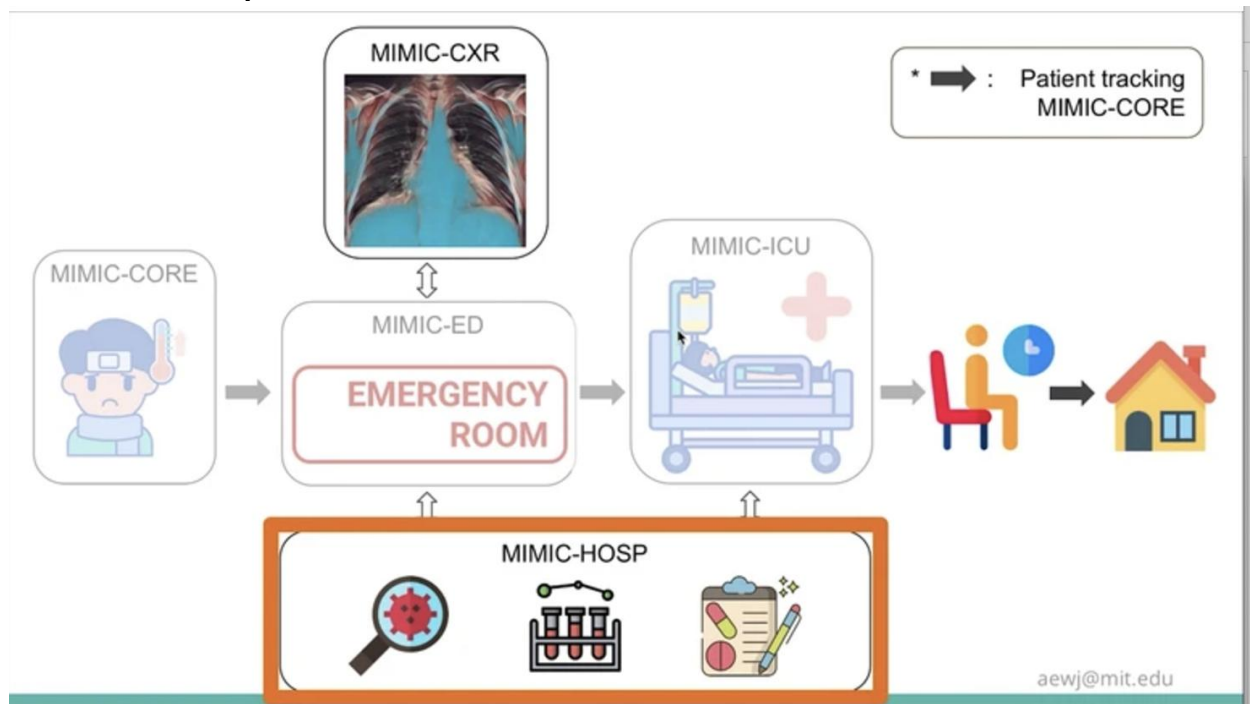 MIMIC-CXR
* : Patient tracking
MIMIC-CORE
MIMIC-CORE
MIMIC-ED
EMERGENCY
ROOM
MIMIC-ICU
MIMIC-HOSP
aewj@mit.edu